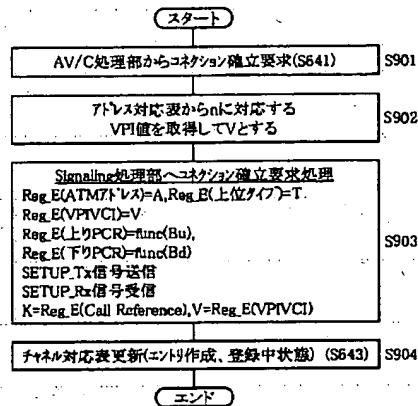 スタート
AV/C処理部からコネクション確立要求(S641)
S901
アドレス対応表からnに対応する
VPI値を取得してVとする
S902
Signaling処理部へコネクション確立要求処理
Reg_E(ATMアドレス)=A,Reg_E(上位タイプ)=T
Reg_E(VPIVCI)=V
Reg_E(上りPCR)=func(Bu),
Reg_E(下りPCR)=func(Bd)
SETUP_Tx信号送信
SETUP_Rx信号受信
K=Reg_E(Call Reference),V=Reg_E(VPIVCI)
S903
チャネル対応表更新(エントリ作成、登録中状態) (S643)
S904
エンド